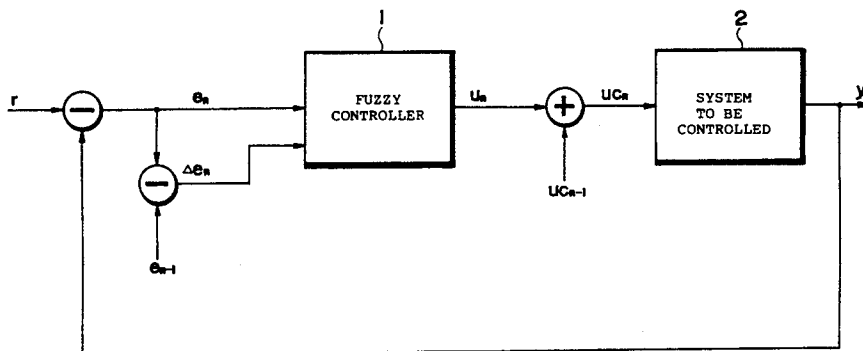 1
2
r
eₙ
FUZZY
CONTROLLER
uₙ
ucₙ
SYSTEM
TO BE
CONTROLLED
y
Δeₙ
ucₙ₋₁
eₙ₋₁